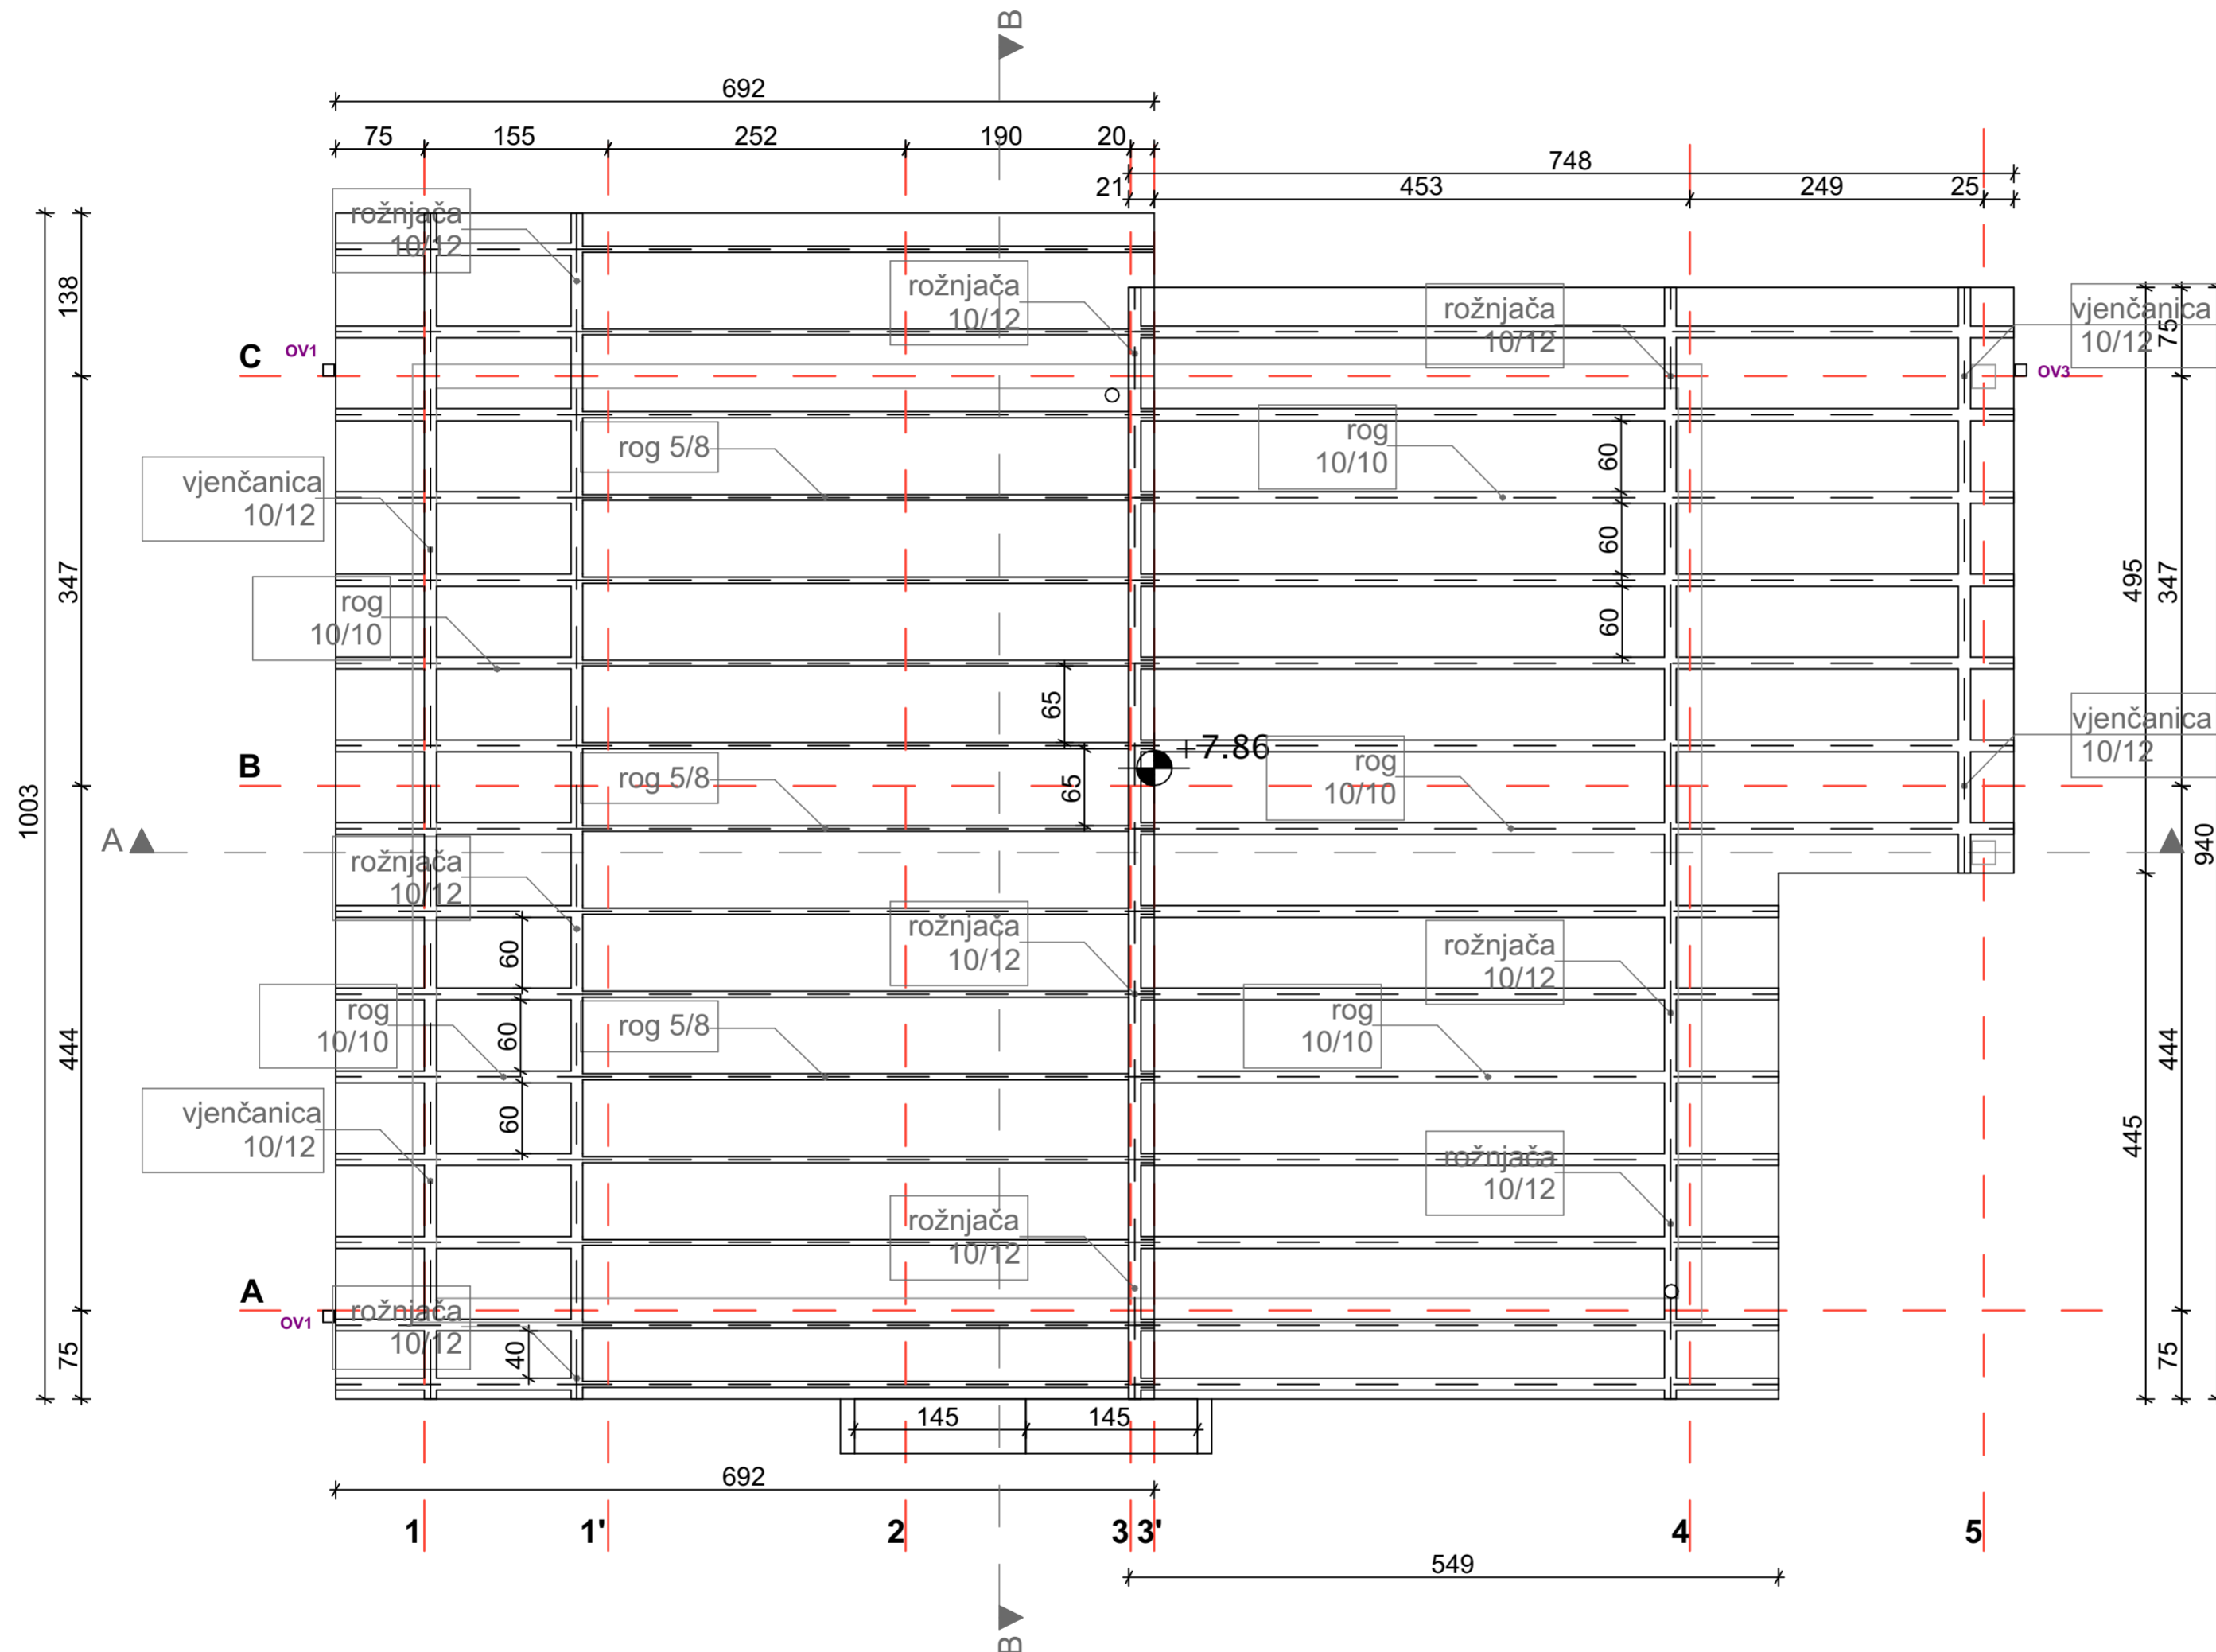 B
692
75
155
252
190
20
748
21
453
249
25
rožnjača
10/12
rožnjača
10/12
rožnjača
10/12
vjenčanica
10/12
138
75
C
OV1
OV3
rog 5/8
rog
10/10
60
vjenčanica
10/12
60
347
495
347
rog
10/10
60
65
vjenčanica
10/12
+7.86
B
rog 5/8
65
rog
10/10
1003
A
940
rožnjača
10/12
rožnjača
10/12
rožnjača
10/12
60
rog
10/10
60
rog 5/8
rog
10/10
444
444
60
vjenčanica
10/12
445
rožnjača
10/12
rožnjača
10/12
A
OV1
rožnjača
10/12
40
75
75
145
145
692
1
1'
2
3
3'
4
5
549
B